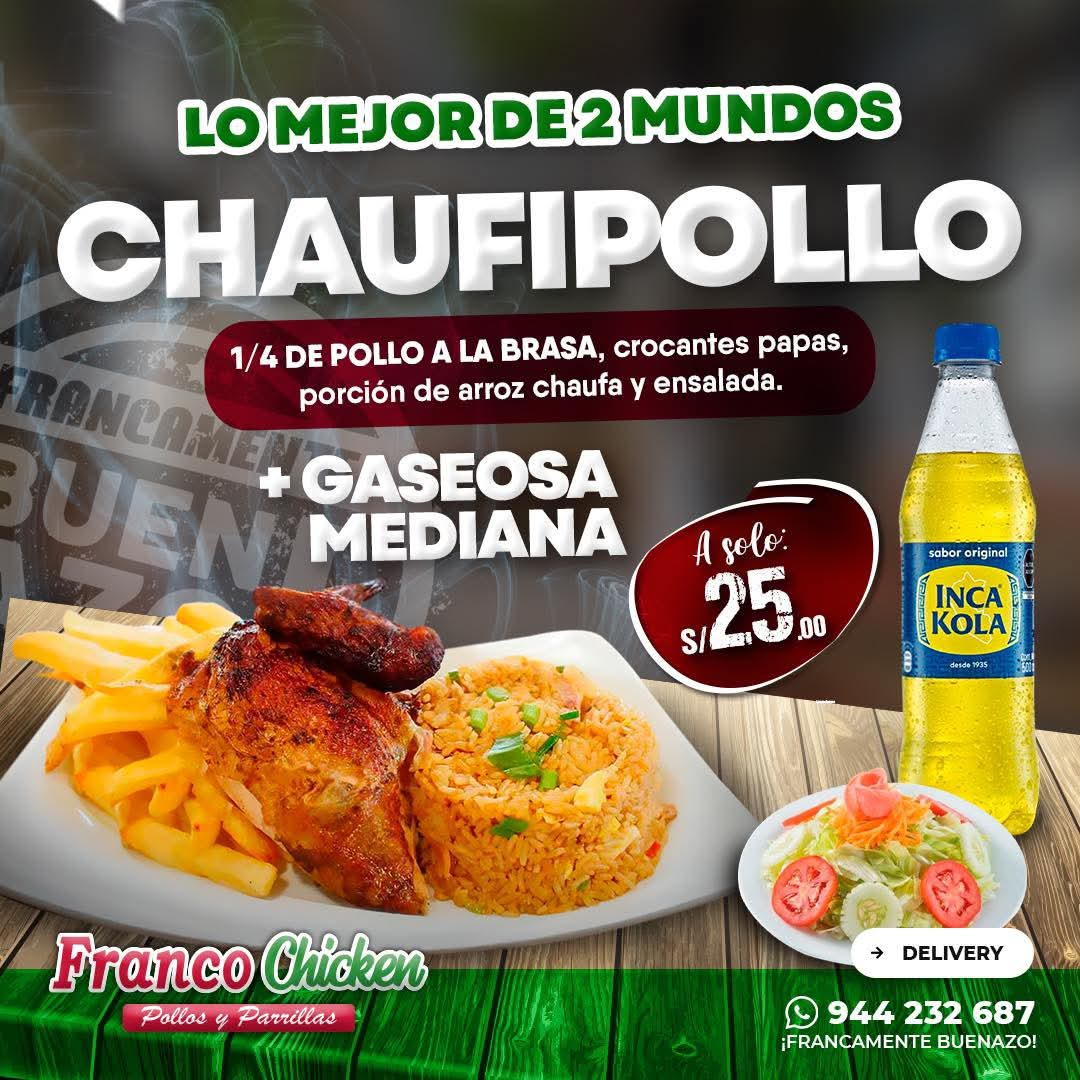 LO MEJOR DE 2 MUNDOS
CHAUFIPOLLO
1/4 DE POLLO A LA BRASA, crocantes papas,
porción de arroz chaufa y ensalada.
+ GASEOSA
MEDIANA
A solo:
S/25.00
FRANCAMENTE
BUENAZO
sabor original
INCA
KOLA
desde 1935
Franco Chicken
Pollos y Parrillas
→ DELIVERY
944 232 687
¡FRANCAMENTE BUENAZO!